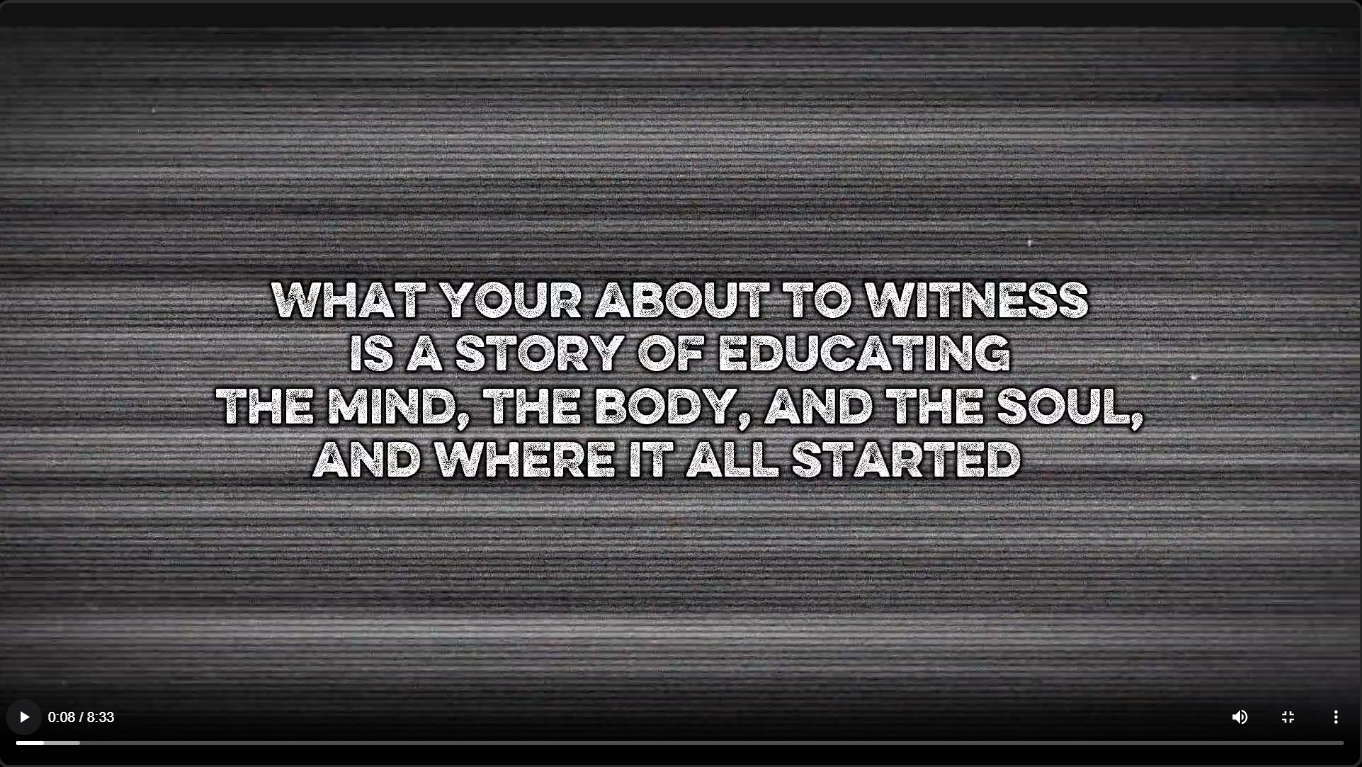 WHAT YOUR ABOUT TO WITNESS
IS A STORY OF EDUCATING
THE MIND, THE BODY, AND THE SOUL,
AND WHERE IT ALL STARTED
0:08 / 8:33